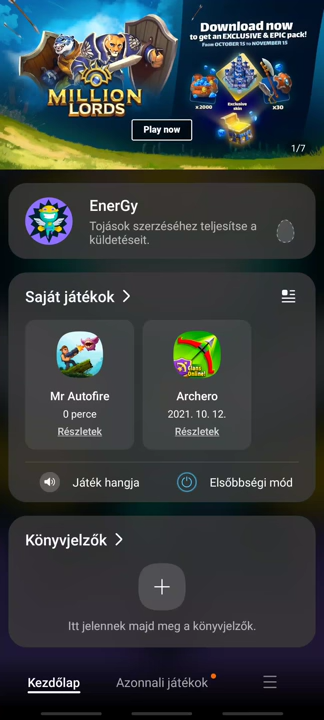 Download now
to get an EXCLUSIVE & EPIC pack!
From OCTOBER 15 to NOVEMBER 15
MILLION
LORDS
x2000
Exclusive
skin
x30
Play now
1/7
EnerGy
Tojások szerzéséhez teljesítse a
küldetéseit.
Saját játékok
Clans
Online!
Mr Autofire
Archero
0 perce
2021. 10. 12.
Részletek
Részletek
Játék hangja
Elsőbbségi mód
Könyvjelzők
Itt jelennek majd meg a könyvjelzők.
Kezdőlap
Azonnali játékok